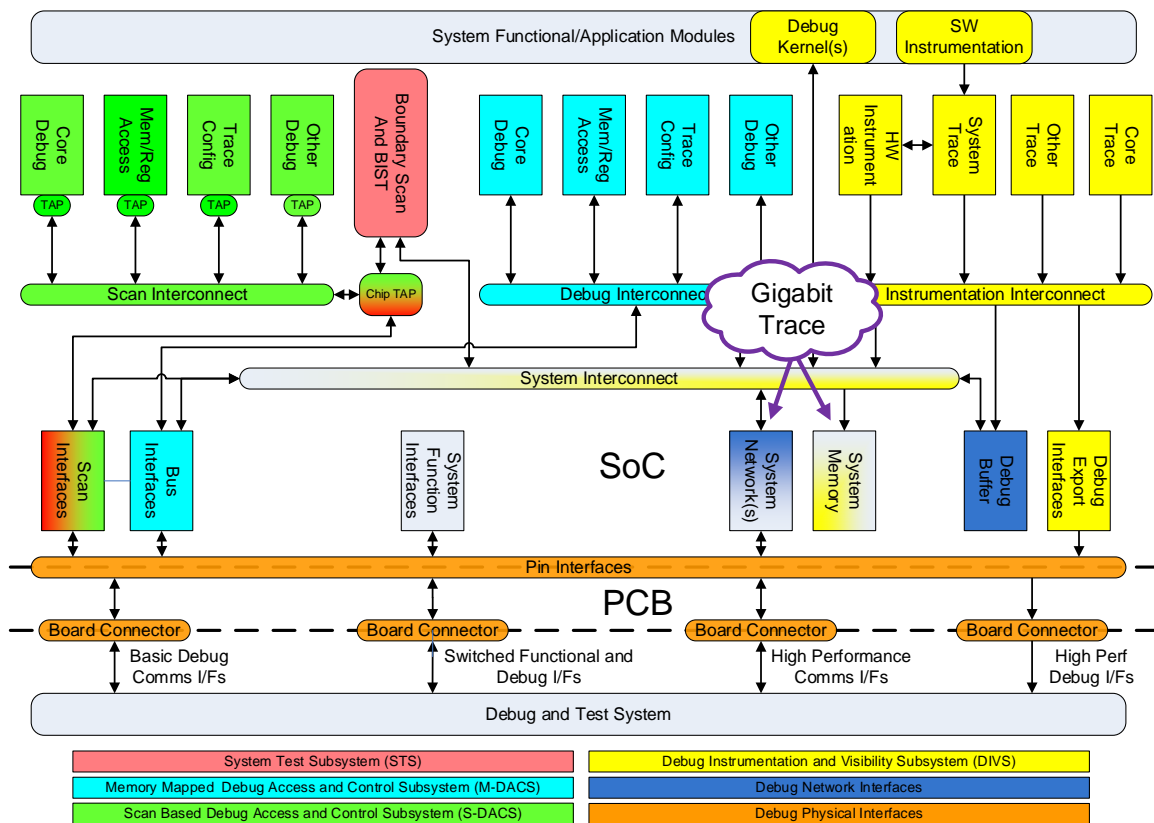 System Functional/Application Modules
Debug
Kernel(s)
SW
Instrumentation
Core
Debug
Mem/Reg
Access
Trace
Config
Other
Debug
Boundary Scan
And BIST
Core
Debug
Mem/Reg
Access
Trace
Config
Other
Debug
HW
Instrument
ation
System
Trace
Other
Trace
Core
Trace
TAP
TAP
TAP
TAP
Scan Interconnect
Chip TAP
Debug Interconnec
Gigabit
Trace
Instrumentation Interconnect
System Interconnect
Scan
Interfaces
Bus
Interfaces
System
Function
Interfaces
SoC
System
Network(s)
System
Memory
Debug
Buffer
Debug
Export
Interfaces
Pin Interfaces
PCB
Board Connector
Board Connector
Board Connector
Board Connector
Basic Debug
Comms I/Fs
Switched Functional and
Debug I/Fs
High Performance
Comms I/Fs
High Perf
Debug I/Fs
Debug and Test System
System Test Subsystem (STS)
Debug Instrumentation and Visibility Subsystem (DIVS)
Memory Mapped Debug Access and Control Subsystem (M-DACS)
Debug Network Interfaces
Scan Based Debug Access and Control Subsystem (S-DACS)
Debug Physical Interfaces